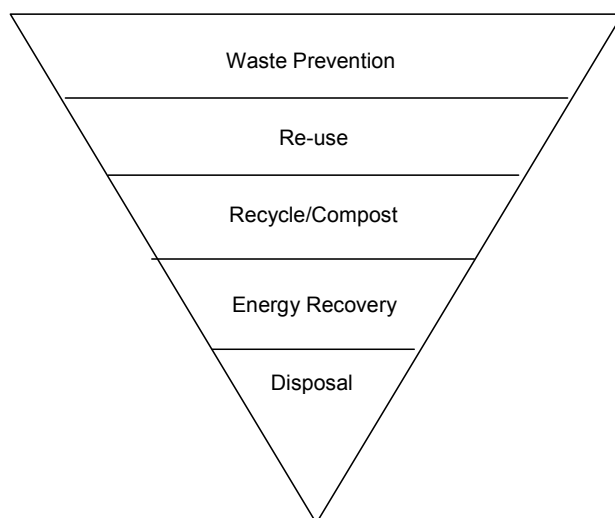 Waste Prevention
Re-use
Recycle/Compost
Energy Recovery
Disposal